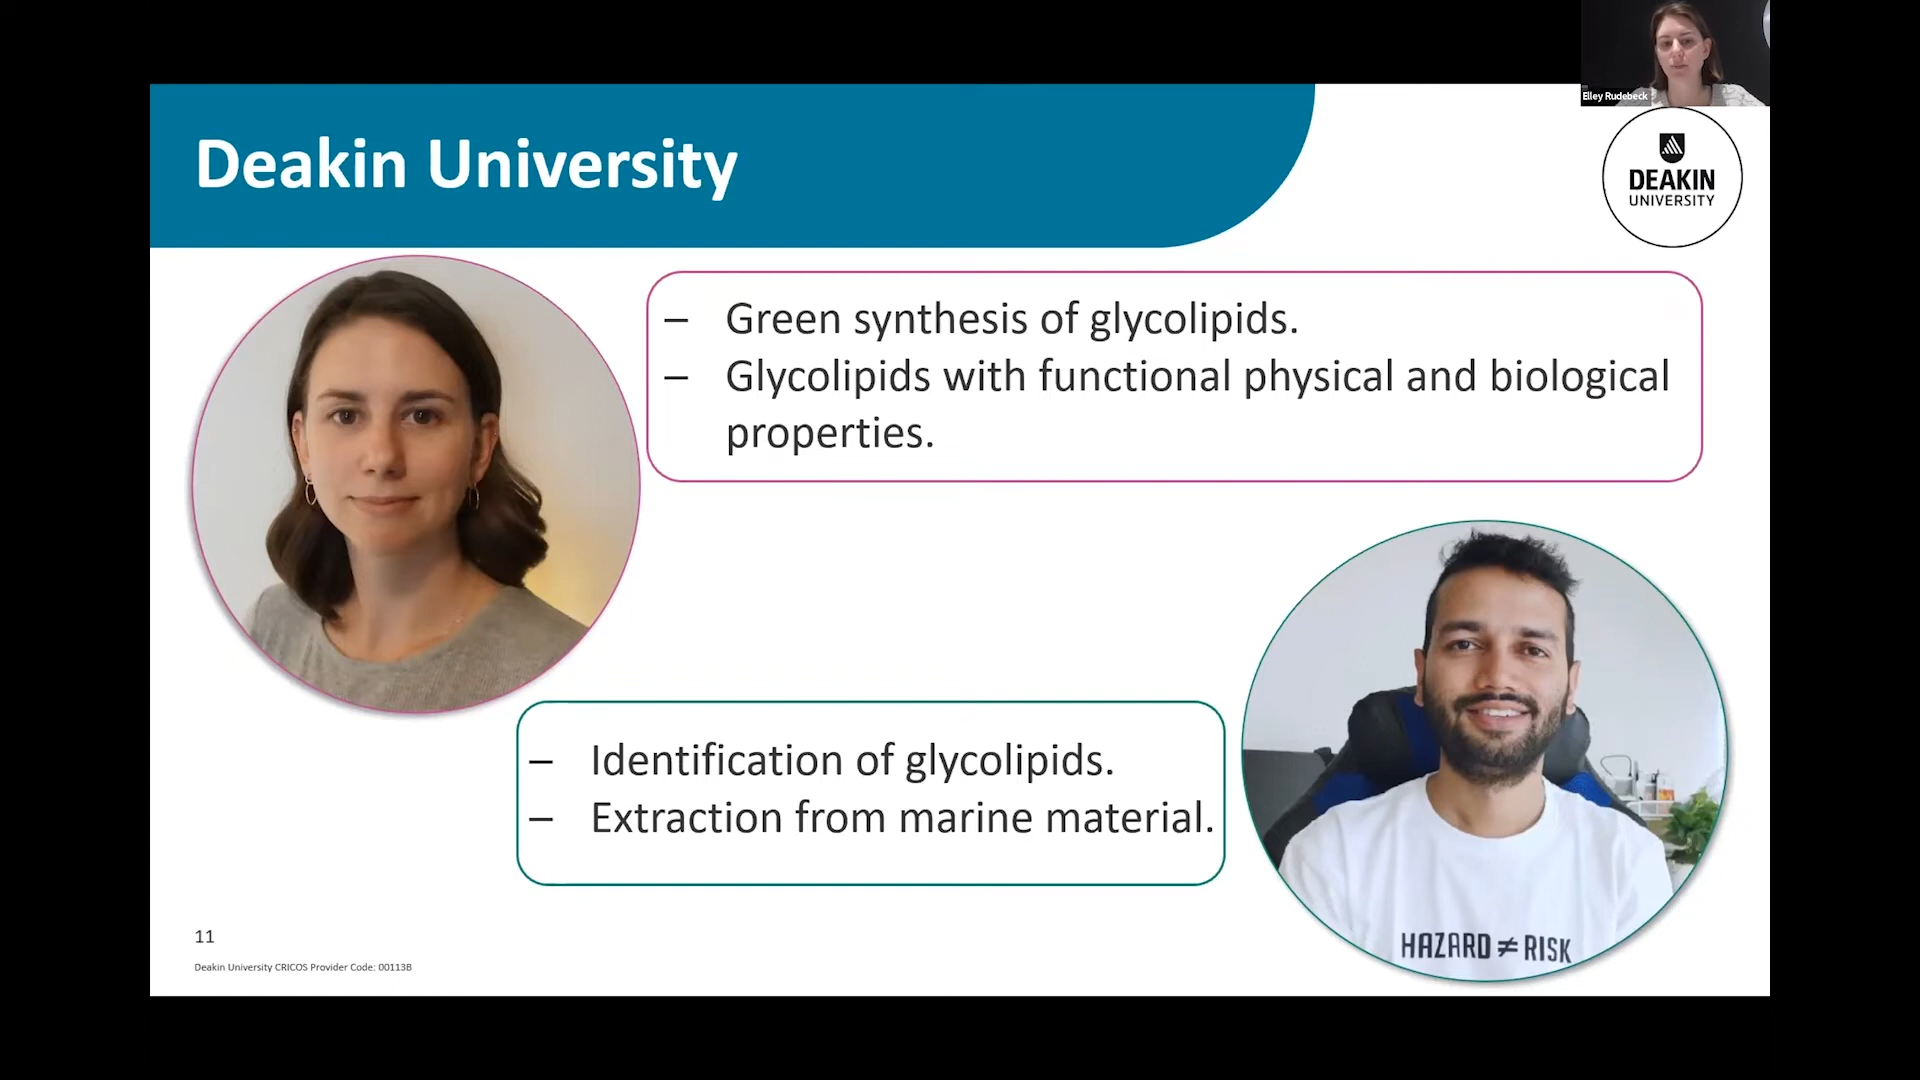 Elley Rudebeck
Deakin University
DEAKIN
UNIVERSITY
– Green synthesis of glycolipids.
– Glycolipids with functional physical and biological
properties.
– Identification of glycolipids.
– Extraction from marine material.
HAZARD ≠ RISK
11
Deakin University CRICOS Provider Code: 00113B